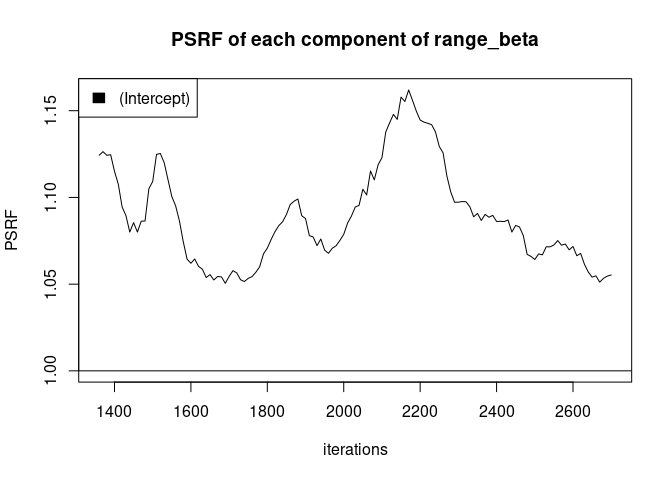 PSRF of each component of range_beta
(Intercept)
PSRF
1.15
1.10
1.05
1.00
1400 1600 1800 2000 2200 2400 2600
iterations